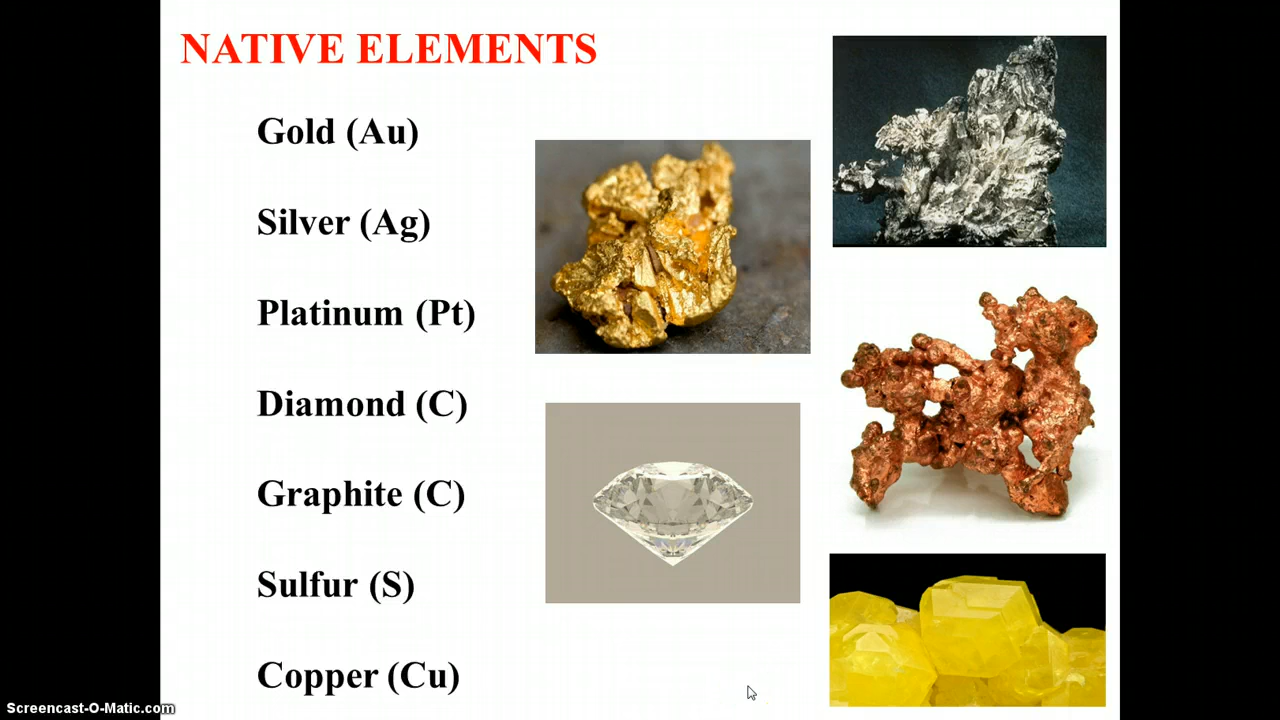 NATIVE ELEMENTS
Gold (Au)
Silver (Ag)
Platinum (Pt)
Diamond (C)
Graphite (C)
Sulfur (S)
Copper (Cu)
Screencast-O-Matic.com